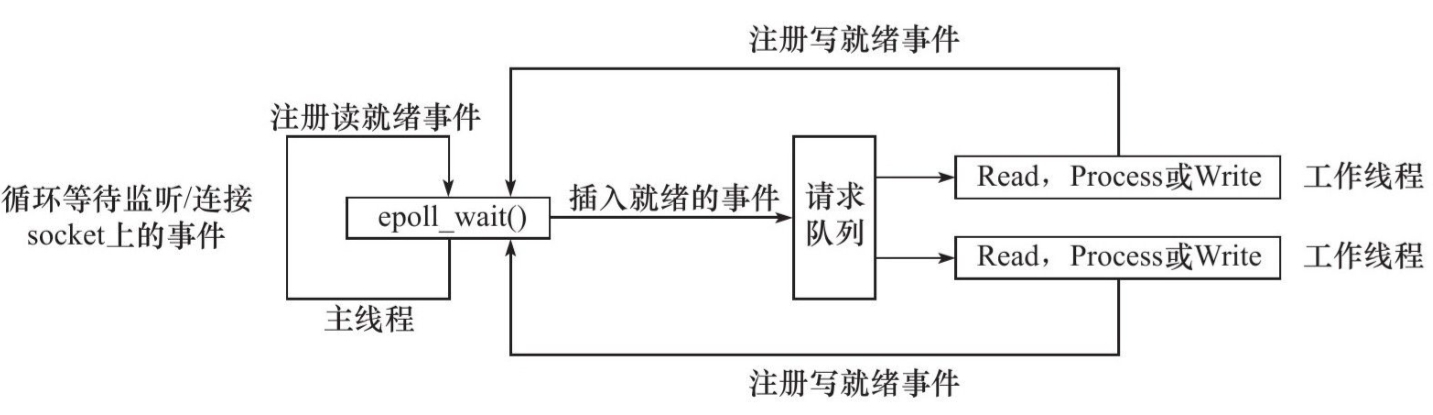 注册写就绪事件
注册读就绪事件
循环等待监听/连接
socket上的事件
epoll_wait()
插入就绪的事件
请求
队列
Read，Process或Write
工作线程
Read，Process或Write
工作线程
主线程
注册写就绪事件